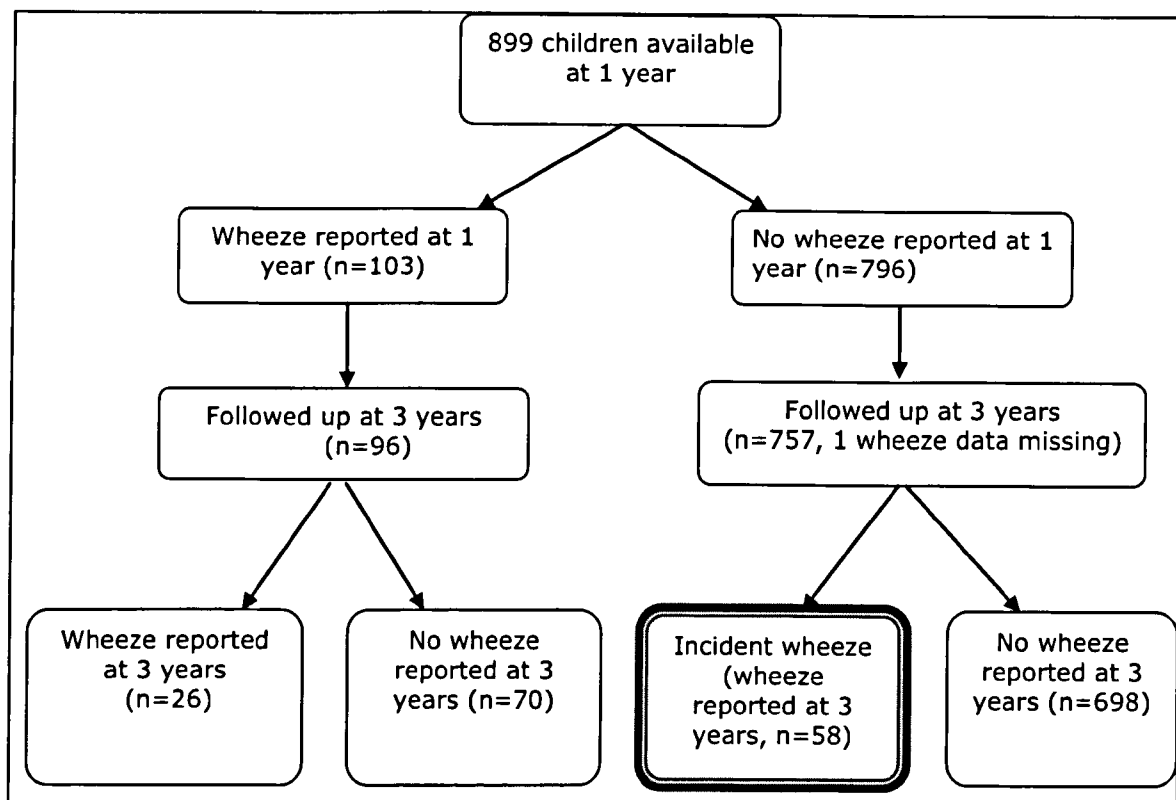 899 children available
at 1 year
Wheeze reported at 1
year (n=103)
No wheeze reported at 1
year (n=796)
Followed up at 3 years
(n=96)
Followed up at 3 years
(n=757, 1 wheeze data missing)
Wheeze reported
at 3 years
(n=26)
No wheeze
reported at 3
years (n=70)
Incident wheeze
(wheeze
reported at 3
years, n=58)
No wheeze
reported at 3
years (n=698)